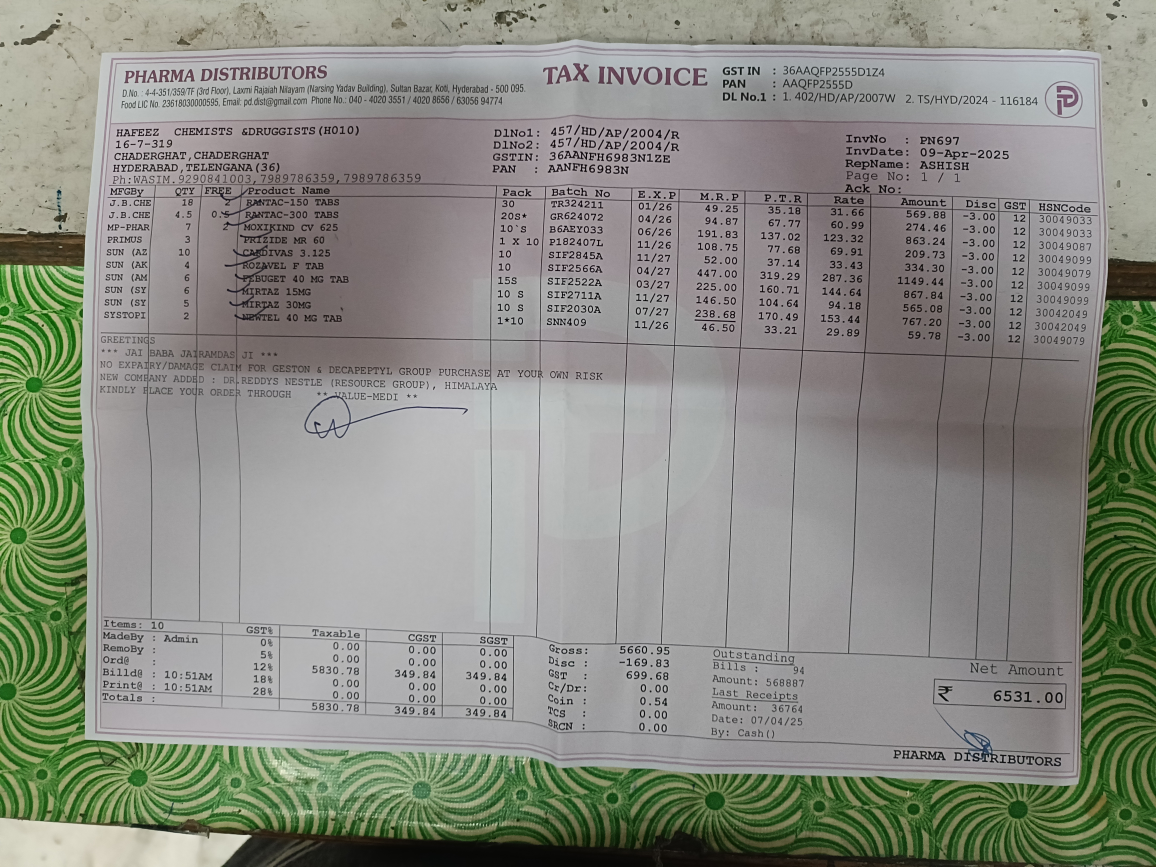 PHARMA DISTRIBUTORS
D.No. : 4-4-351/359/TF (3rd Floor), Laxmi Rajaiah Nilayam (Narsing Yadav Building), Sultan Bazar, Koti, Hyderabad - 500 095.
Food LIC No. 23618030000595, Email: pd.dist@gmail.com Phone No.: 040 - 4020 3551 / 4020 8656 / 63056 94774
TAX INVOICE
GST IN : 36AAQFP2555D1Z4
PAN : AAQFP2555D
DL No.1 : 1. 402/HD/AP/2007W 2. TS/HYD/2024 - 116184
HAFEEZ CHEMISTS &DRUGGISTS(H010)
16-7-319
CHADERGHAT,CHADERGHAT
HYDERABAD,TELENGANA(36)
Ph:WASIM.9290841003,7989786359,7989786359
DlNo1: 457/HD/AP/2004/R
DlNo2: 457/HD/AP/2004/R
GSTIN: 36AANFH6983N1ZE
PAN : AANFH6983N
InvNo : PN697
InvDate: 09-Apr-2025
RepName: ASHISH
Page No: 1 / 1
Ack No:
MFGBy QTY FREE Product Name Pack Batch No E.X.P M.R.P P.T.R Rate Amount Disc GST HSNCode
J.B.CHE 18 2 RANTAC-150 TABS 30 TR324211 01/26 49.25 35.18 31.66 569.88 -3.00 12 30049033
J.B.CHE 4.5 0.5 RANTAC-300 TABS 20S* GR624072 04/26 94.87 67.77 60.99 274.46 -3.00 12 30049033
MP-PHAR 7 2 MOXIKIND CV 625 10`S B6AEY033 06/26 191.83 137.02 123.32 863.24 -3.00 12 30049087
PRIMUS 3 PRIZIDE MR 60 1 X 10 P182407L 11/26 108.75 77.68 69.91 209.73 -3.00 12 30049099
SUN (AZ 10 CARDIVAS 3.125 10 SIF2845A 11/27 52.00 37.14 33.43 334.30 -3.00 12 30049079
SUN (AK 4 ROZAVEL F TAB 10 SIF2566A 04/27 447.00 319.29 287.36 1149.44 -3.00 12 30049099
SUN (AM 6 FEBUGET 40 MG TAB 15S SIF2522A 03/27 225.00 160.71 144.64 867.84 -3.00 12 30049099
SUN (SY 6 MIRTAZ 15MG 10 S SIF2711A 11/27 146.50 104.64 94.18 565.08 -3.00 12 30042049
SUN (SY 5 MIRTAZ 30MG 10 S SIF2030A 07/27 238.68 170.49 153.44 767.20 -3.00 12 30042049
SYSTOPI 2 NEWTEL 40 MG TAB 1*10 SNN409 11/26 46.50 33.21 29.89 59.78 -3.00 12 30049079
GREETINGS
*** JAI BABA JAIRAMDAS JI ***
NO EXPAIRY/DAMAGE CLAIM FOR GESTON & DECAPEPTYL GROUP PURCHASE AT YOUR OWN RISK
NEW COMPANY ADDED : DR.REDDYS NESTLE (RESOURCE GROUP), HIMALAYA
KINDLY PLACE YOUR ORDER THROUGH ** VALUE-MEDI **
Items: 10
MadeBy : Admin
RemoBy :
Ord@ :
Billd@ : 10:51AM
Print@ : 10:51AM
Totals :
GST% Taxable CGST SGST
0% 0.00 0.00 0.00
5% 0.00 0.00 0.00
12% 5830.78 349.84 349.84
18% 0.00 0.00 0.00
28% 0.00 0.00 0.00
5830.78 349.84 349.84
Gross: 5660.95
Disc : -169.83
GST : 699.68
Cr/Dr: 0.00
Coin : 0.54
TCS : 0.00
SRCN : 0.00
Outstanding
Bills : 94
Amount: 568887
Last Receipts
Amount: 36764
Date: 07/04/25
By: Cash()
Net Amount
₹ 6531.00
PHARMA DISTRIBUTORS